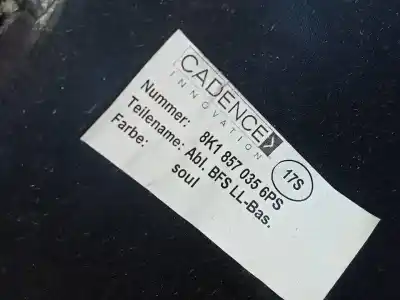 CADENCE
INNOVATION
Nummer: 8K1 857 035 6PS
Teilename: Abl. BFS LL-Bas.
Farbe: soul
17S